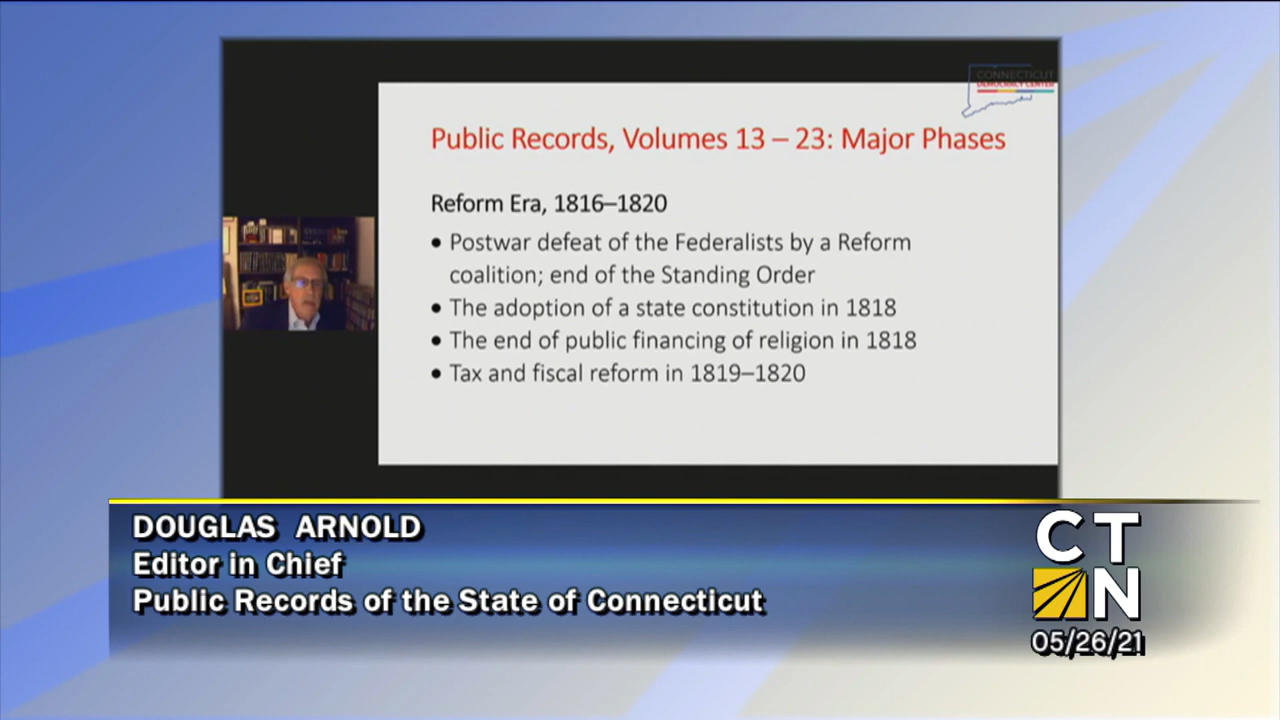 CONNECTICUT
DEMOCRACY CENTER
Public Records, Volumes 13 – 23: Major Phases
Reform Era, 1816–1820
• Postwar defeat of the Federalists by a Reform
coalition; end of the Standing Order
• The adoption of a state constitution in 1818
• The end of public financing of religion in 1818
• Tax and fiscal reform in 1819–1820
DOUGLAS ARNOLD
Editor in Chief
Public Records of the State of Connecticut
CT
N
05/26/21